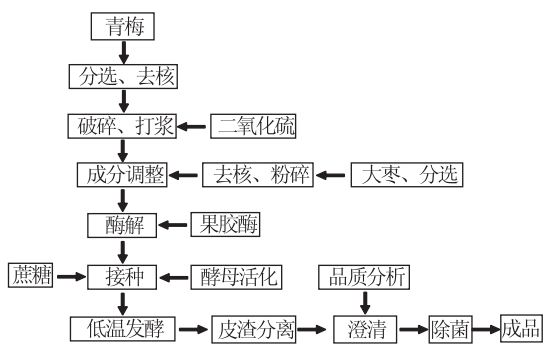 青梅
分选、去核
破碎、打浆
二氧化硫
成分调整
去核、粉碎
大枣、分选
酶解
果胶酶
蔗糖
接种
酵母活化
品质分析
低温发酵
皮渣分离
澄清
除菌
成品